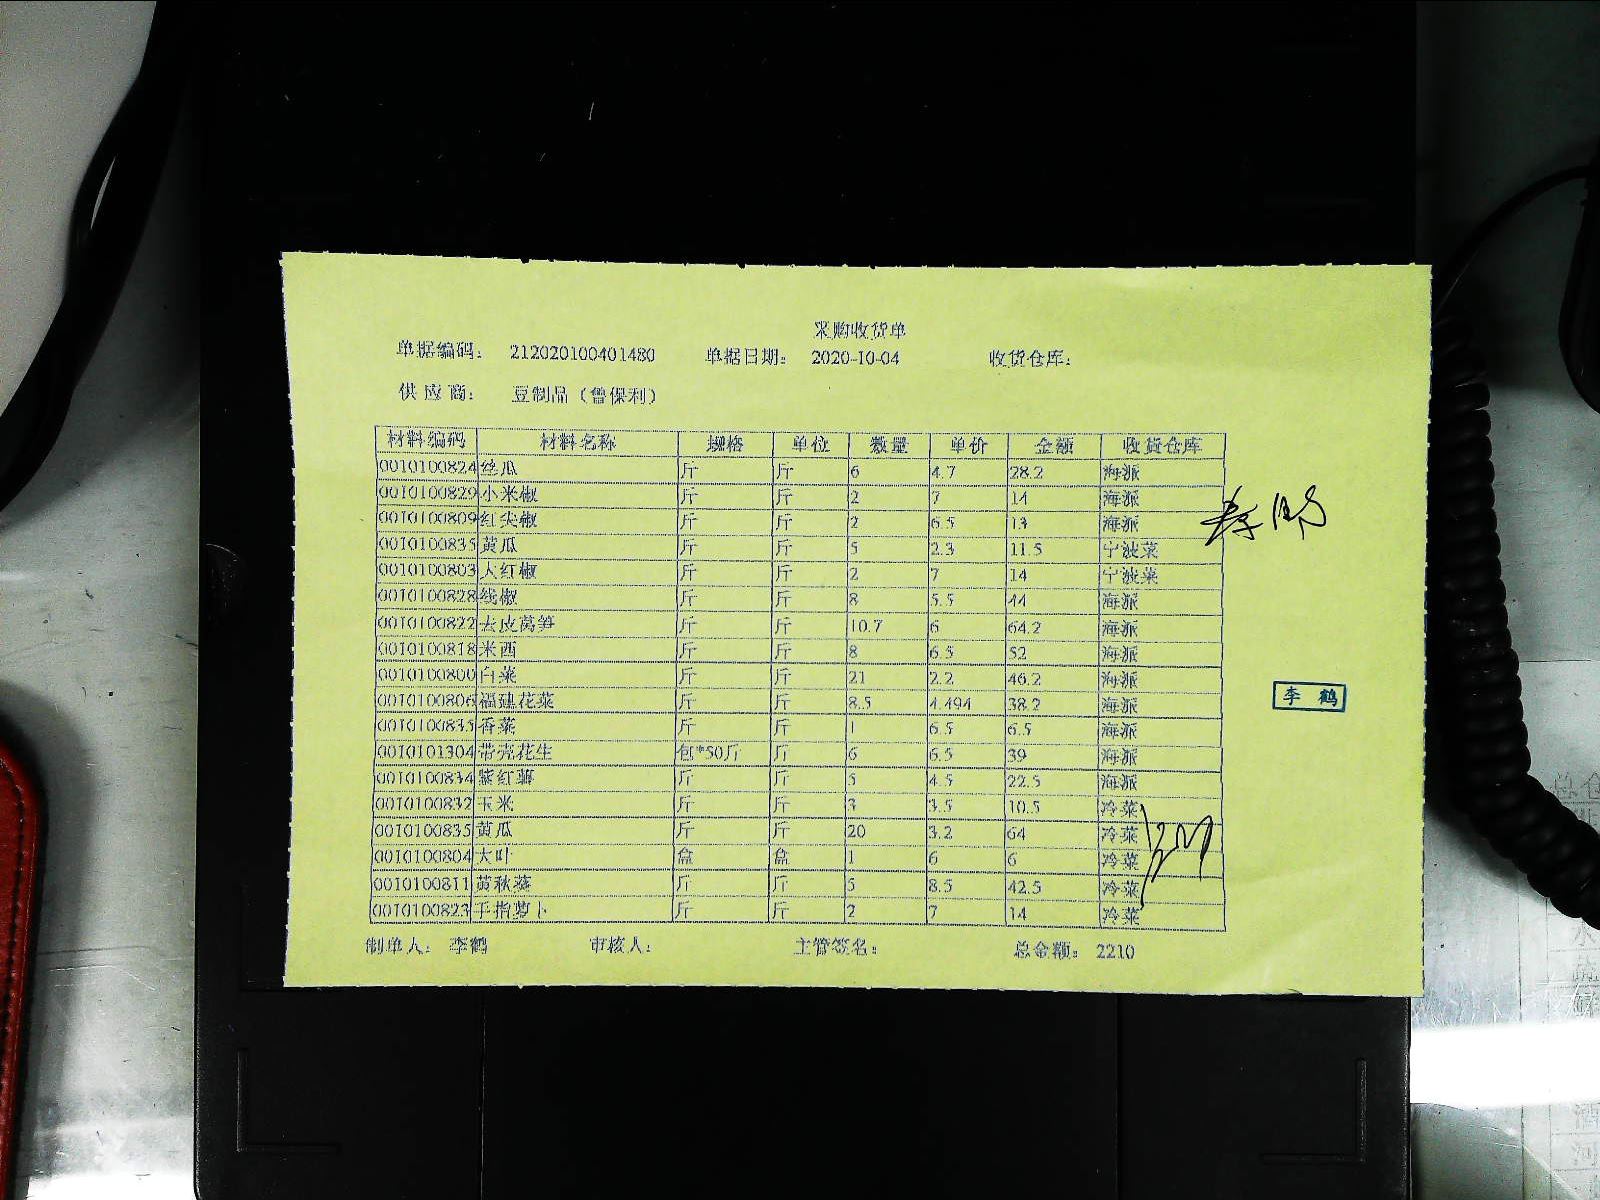 采购收货单
单据编码： 212020100401480 单据日期： 2020-10-04 收货仓库：
供 应 商： 豆制品（鲁保利）
材料编码 材料名称 规格 单位 数量 单价 金额 收货仓库
0010100824 丝瓜 斤 斤 6 4.7 28.2 海派
0010100829 小米椒 斤 斤 2 7 14 海派
0010100809 红尖椒 斤 斤 2 6.5 13 海派
0010100835 黄瓜 斤 斤 5 2.3 11.5 宁波菜
0010100803 大红椒 斤 斤 2 7 14 宁波菜
0010100828 线椒 斤 斤 8 5.5 44 海派
0010100822 去皮莴笋 斤 斤 10.7 6 64.2 海派
0010100818 米西 斤 斤 8 6.5 52 海派
0010100800 白菜 斤 斤 21 2.2 46.2 海派
0010100806 福建花菜 斤 斤 8.5 4.494 38.2 海派
0010100835 香菜 斤 斤 1 6.5 6.5 海派
0010101304 带壳花生 包*50斤 斤 6 6.5 39 海派
0010100834 紫红薯 斤 斤 5 4.5 22.5 海派
0010100832 玉米 斤 斤 3 3.5 10.5 冷菜
0010100835 黄瓜 斤 斤 20 3.2 64 冷菜
0010100804 大叶 盒 盒 1 6 6 冷菜
0010100811 黄秋葵 斤 斤 5 8.5 42.5 冷菜
0010100823 手指萝卜 斤 斤 2 7 14 冷菜
李鹤
制单人： 李鹤 审核人： 主管签名： 总金额： 2210